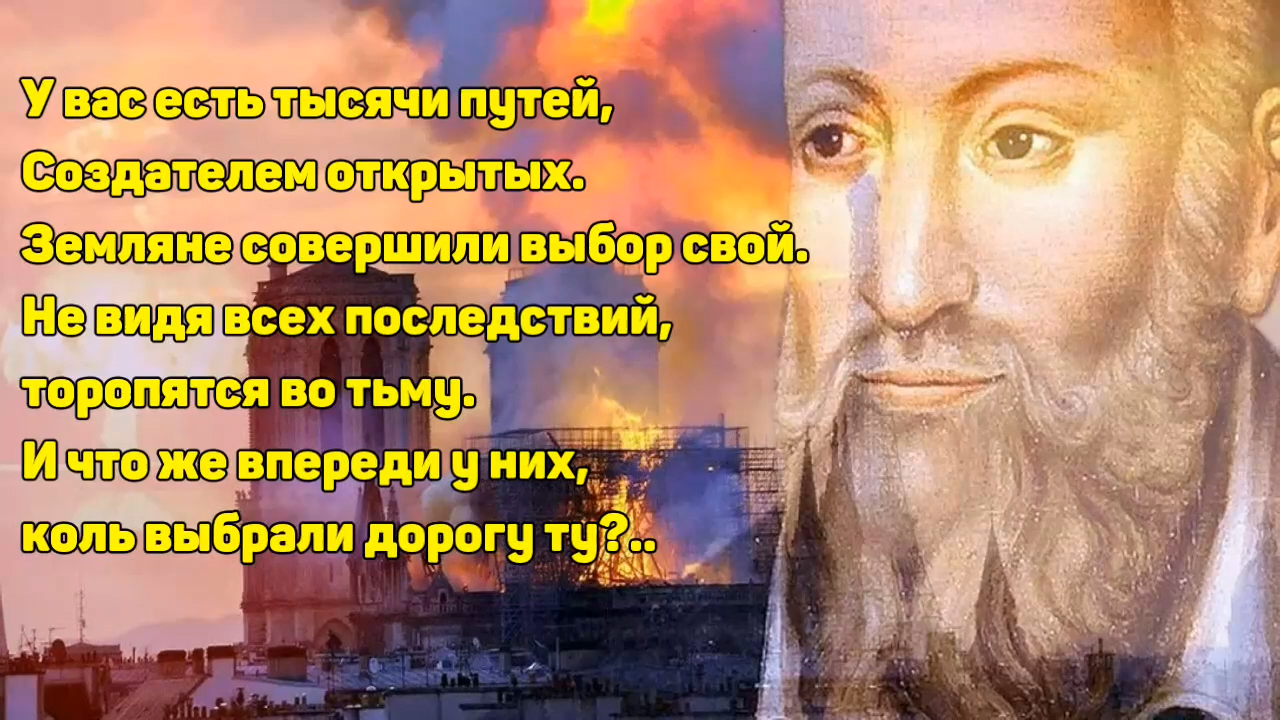 У вас есть тысячи путей,
Создателем открытых.
Земляне совершили выбор свой.
Не видя всех последствий,
торопятся во тьму.
И что же впереди у них,
коль выбрали дорогу ту?..